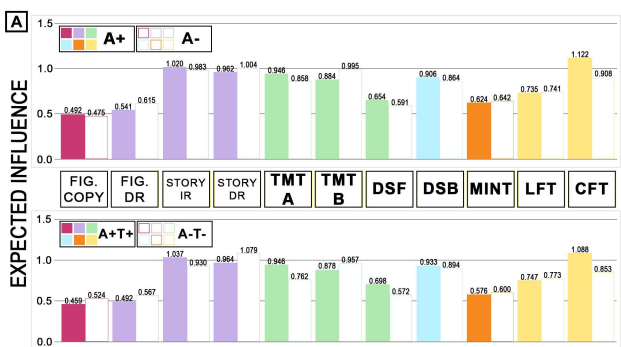 A
1.5
A+ A-
1.0
0.5
0.0
0.492 0.475 0.541 0.615 1.020 0.983 0.962 1.004 0.946 0.858 0.884 0.995 0.654 0.591 0.906 0.864 0.624 0.642 0.735 0.741 1.122 0.908
EXPECTED INFLUENCE
FIG. COPY
FIG. DR
STORY IR
STORY DR
TMT A
TMT B
DSF
DSB
MINT
LFT
CFT
1.5
A+T+ A-T-
1.0
0.5
0.0
0.459 0.524 0.492 0.567 1.037 0.930 0.964 1.079 0.946 0.762 0.878 0.957 0.698 0.572 0.933 0.894 0.576 0.600 0.747 0.773 1.088 0.853